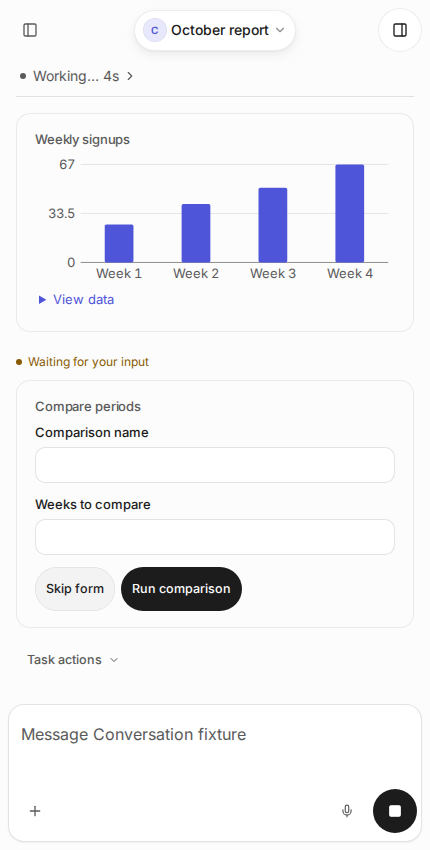 C October report
Working... 4s
Weekly signups
67
33.5
0
Week 1 Week 2 Week 3 Week 4
View data
Waiting for your input
Compare periods
Comparison name
Weeks to compare
Skip form Run comparison
Task actions
Message Conversation fixture